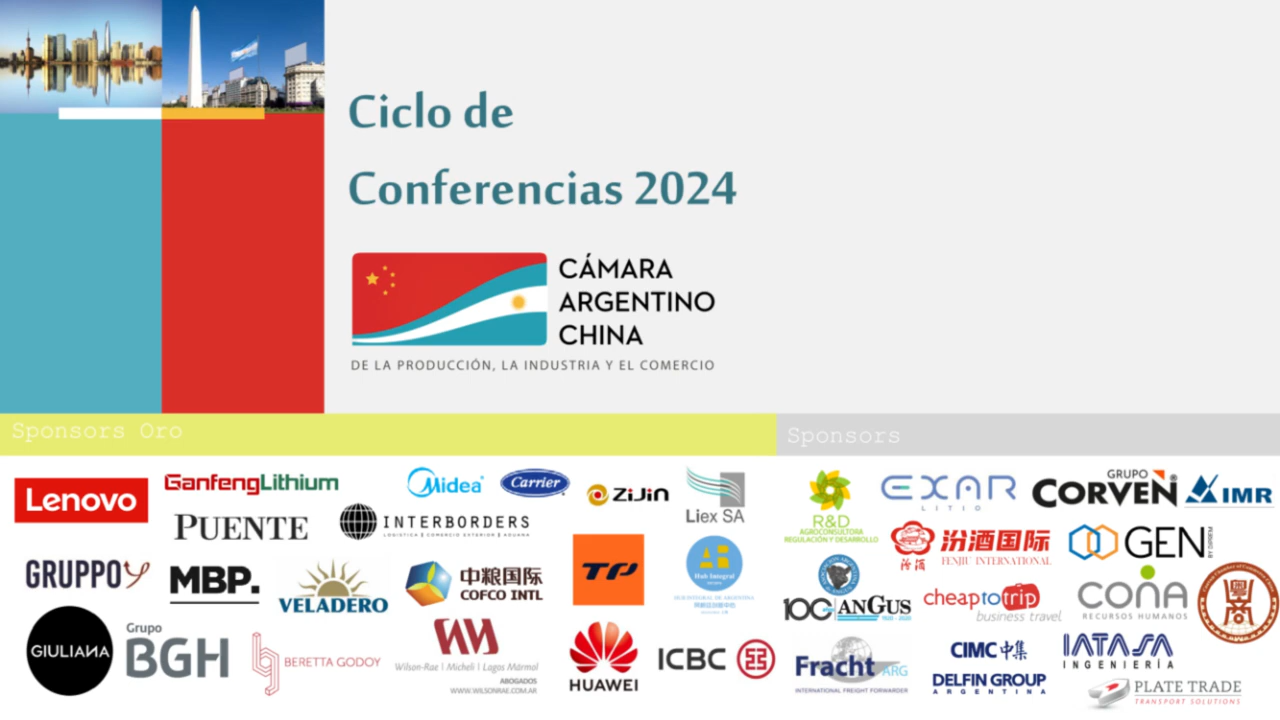 Ciclo de
Conferencias 2024
CÁMARA
ARGENTINO
CHINA
DE LA PRODUCCIÓN, LA INDUSTRIA Y EL COMERCIO
Sponsors Oro
Sponsors
Lenovo
GanfengLithium
Midea
Carrier
ZiJin
Liex SA
PUENTE
INTERBORDERS
LOGÍSTICA | COMERCIO EXTERIOR | ADUANA
GRUPPO
MBP.
VELADERO
中粮国际
COFCO INTL
TP
Hub Integral
GIULIANA
Grupo
BGH
BERETTA GODOY
Wilson-Rae | Micheli | Lagos Mármol
ABOGADOS
WWW.WILSONRAE.COM.AR
HUAWEI
ICBC
R&D
AGROCONSULTORA
REGULACIÓN Y DESARROLLO
EXAR
LITIO
GRUPO
CORVEN
IMR
汾酒
汾酒国际
FENJIU INTERNATIONAL
GEN
100
ANGUS
cheaptotrip
business travel
CONA
RECURSOS HUMANOS
Fracht ARG
INTERNATIONAL FREIGHT FORWARDER
CIMC 中集
DELFIN GROUP
ARGENTINA
IATASA
INGENIERÍA
PLATE TRADE
TRANSPORT SOLUTIONS